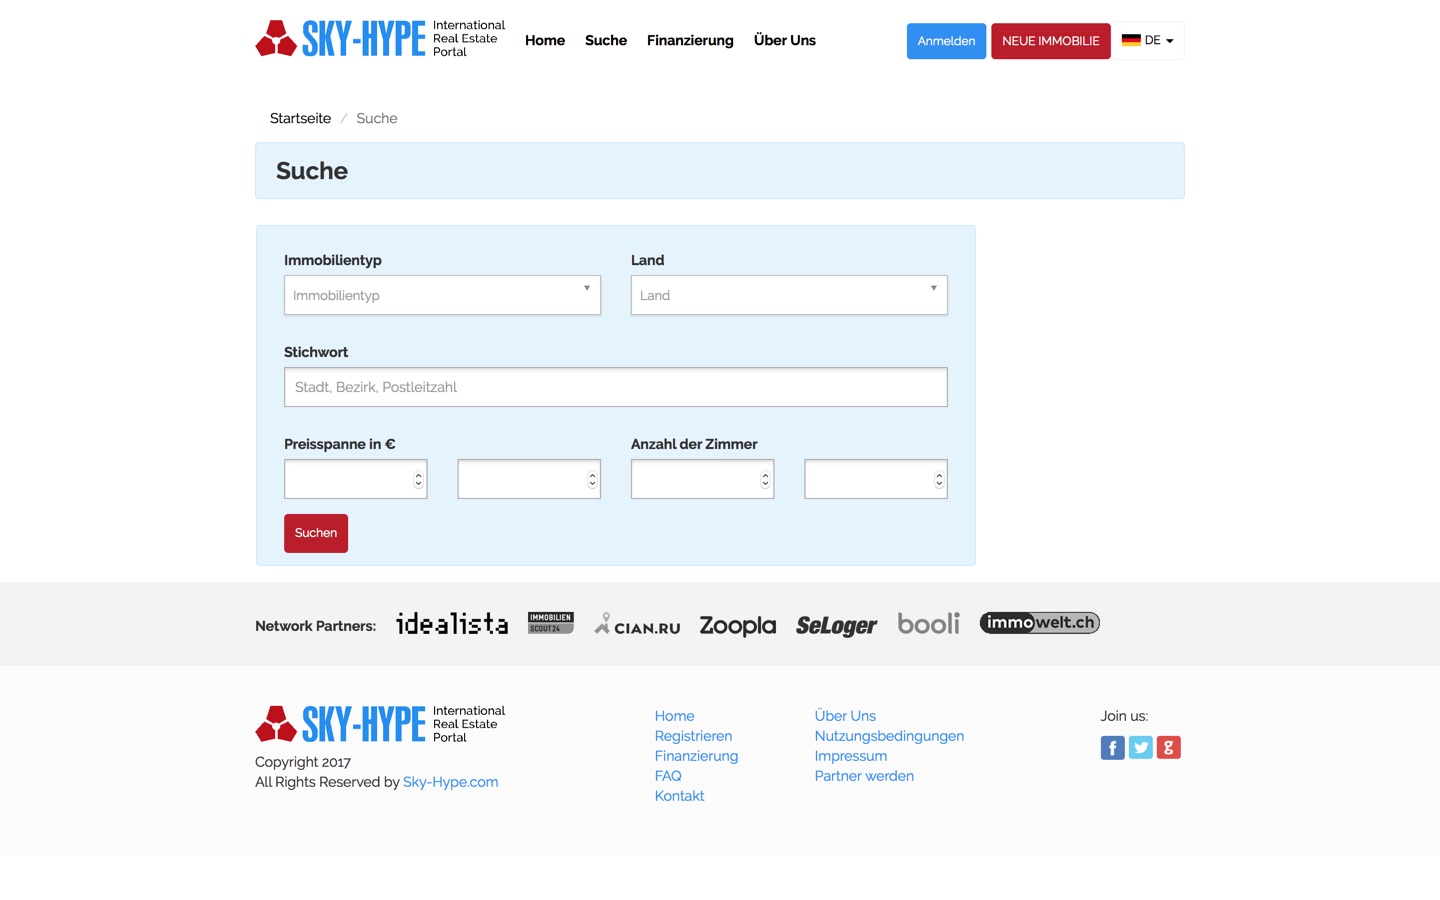 SKY-HYPE
International
Real Estate
Portal
Home
Suche
Finanzierung
Über Uns
Anmelden
NEUE IMMOBILIE
DE
Startseite / Suche
Suche
Immobilientyp
Land
Immobilientyp
Land
Stichwort
Stadt, Bezirk, Postleitzahl
Preisspanne in €
Anzahl der Zimmer
Suchen
Network Partners:
idealista
IMMOBILIEN
SCOUT24
CIAN.RU
Zoopla
SeLoger
booli
immowelt.ch
SKY-HYPE
International
Real Estate
Portal
Copyright 2017
All Rights Reserved by Sky-Hype.com
Home
Registrieren
Finanzierung
FAQ
Kontakt
Über Uns
Nutzungsbedingungen
Impressum
Partner werden
Join us: